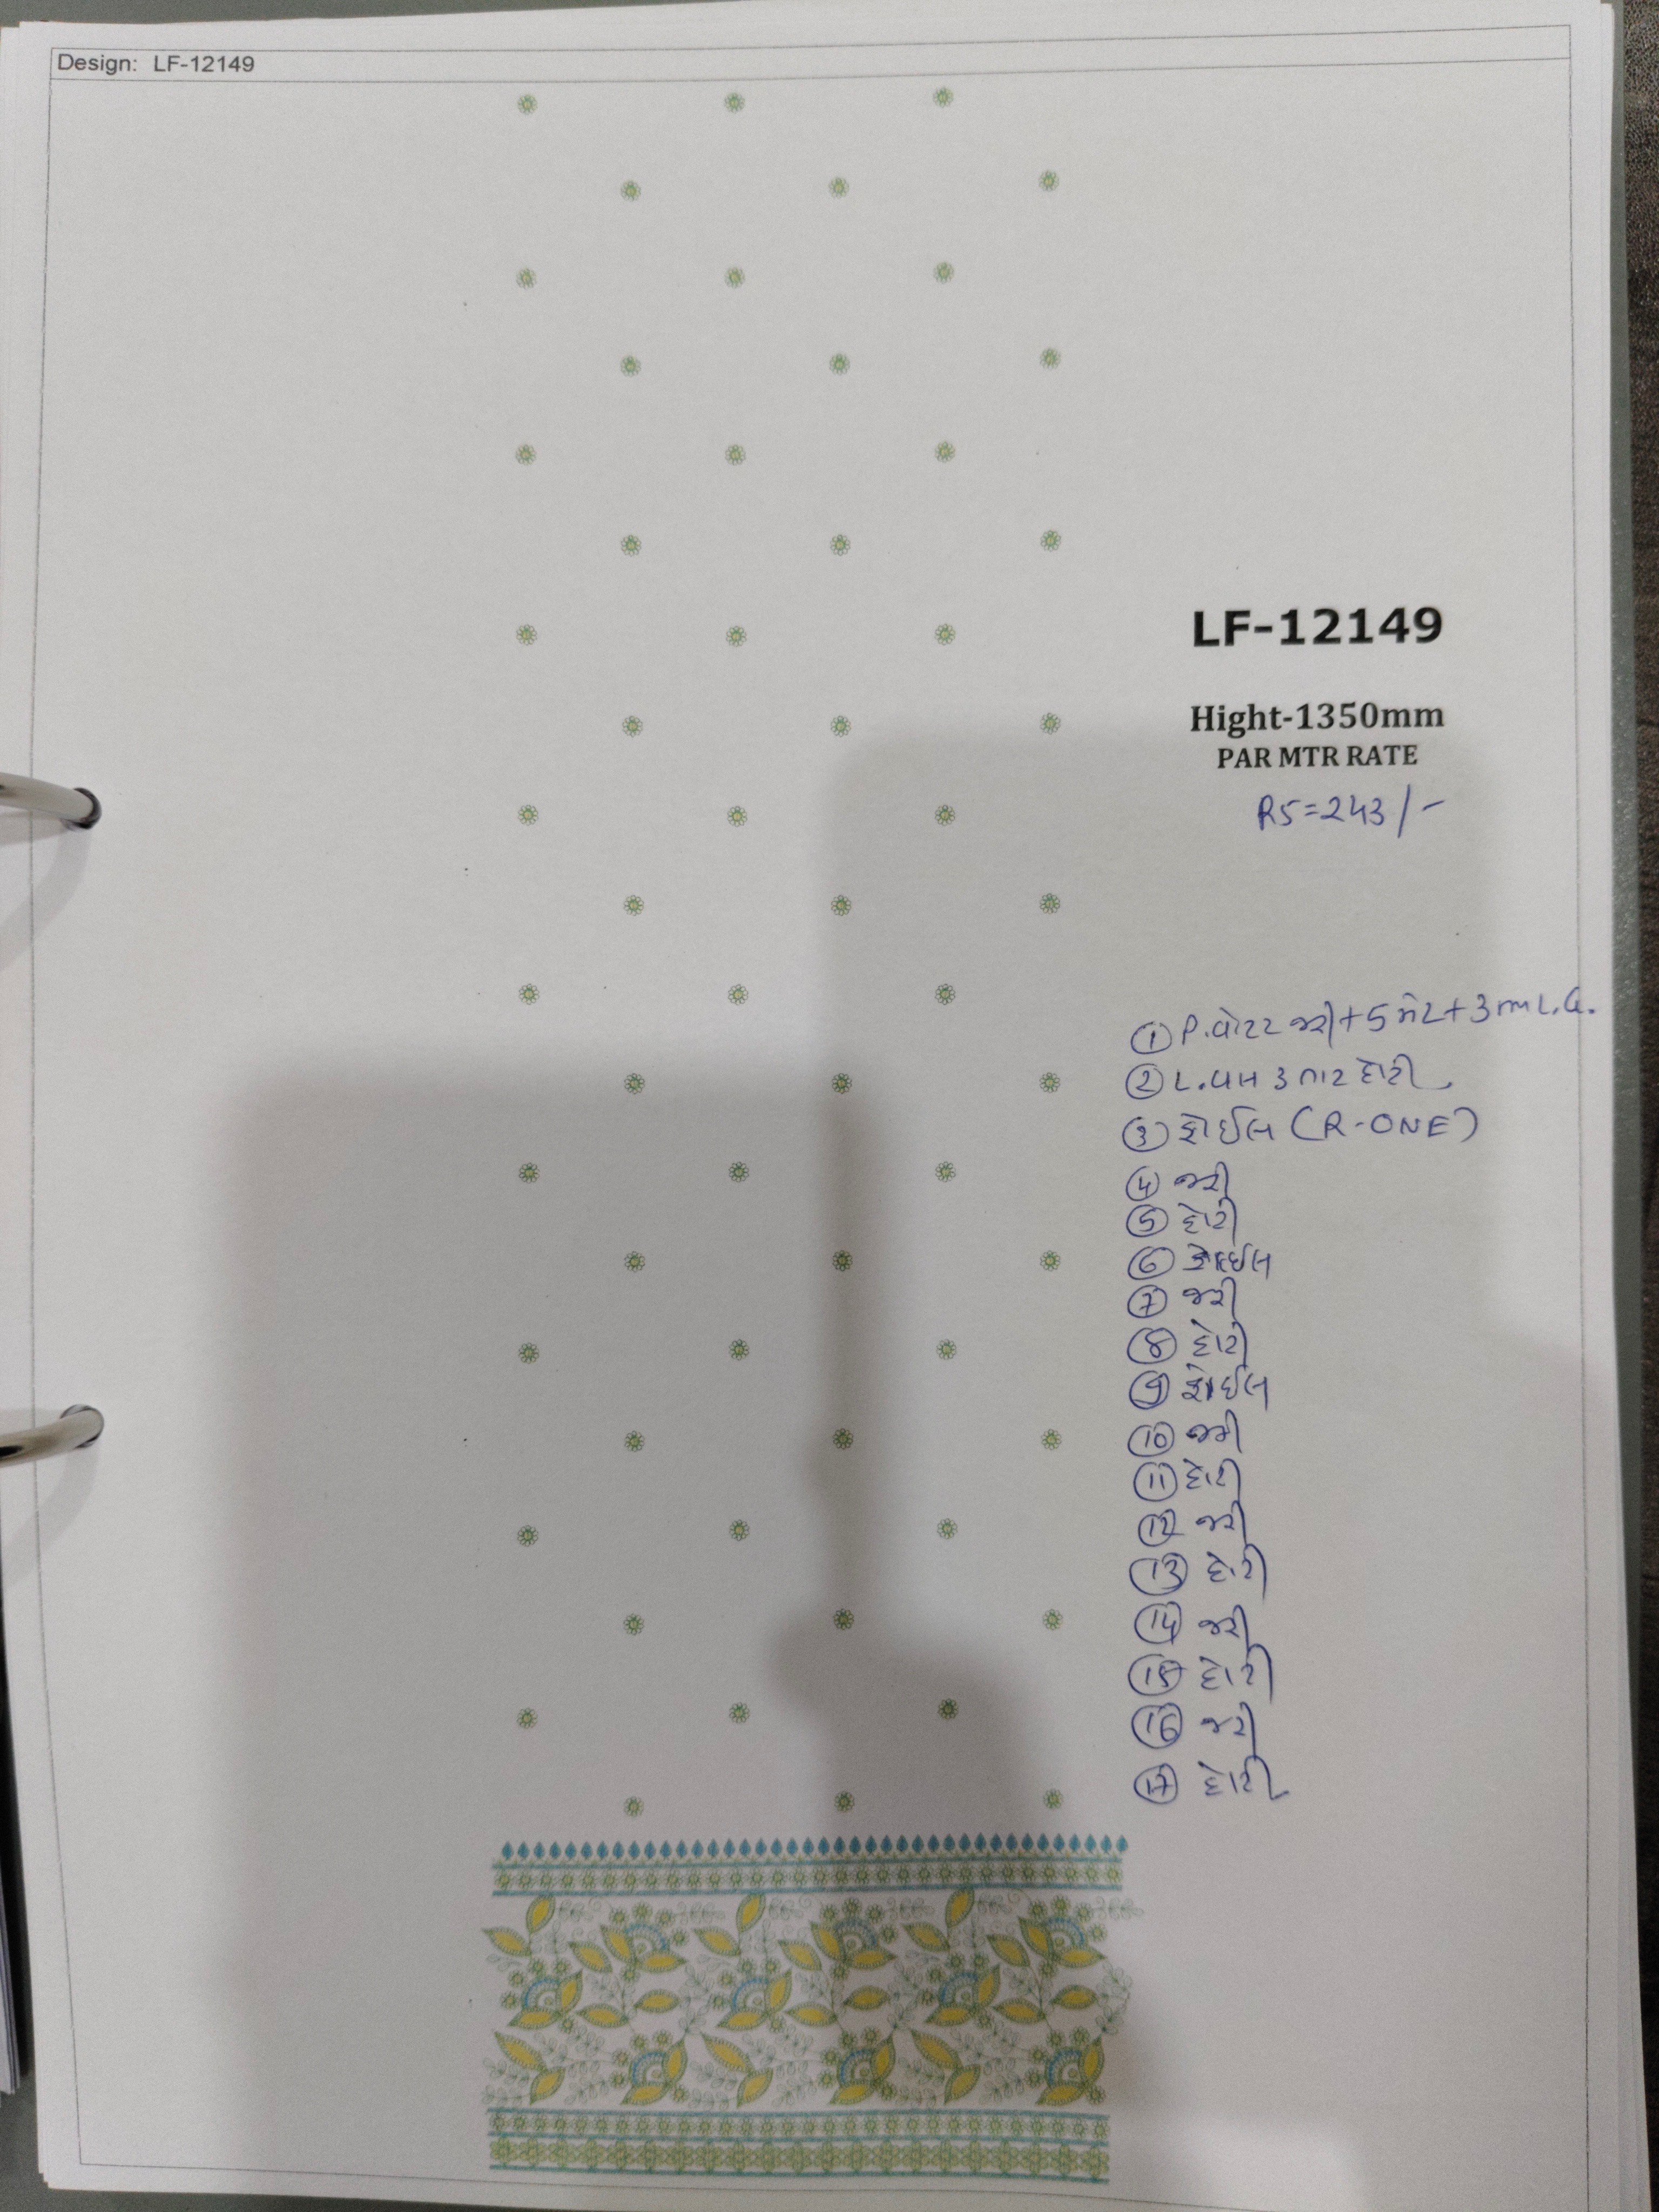 Design: LF-12149
LF-12149
Hight-1350mm
PAR MTR RATE
RS=243/-
① P.વોટર જરી+5 મેટ+3mm L.G.
② L.પામ 3 તાર દોરી
③ ફોઈલ (R-ONE)
④ જરી
⑤ દોરી
⑥ ફોઈલ
⑦ જરી
⑧ દોરી
⑨ ફોઈલ
⑩ જરી
⑪ દોરી
⑫ જરી
⑬ દોરી
⑭ જરી
⑮ દોરી
⑯ જરી
⑰ દોરી